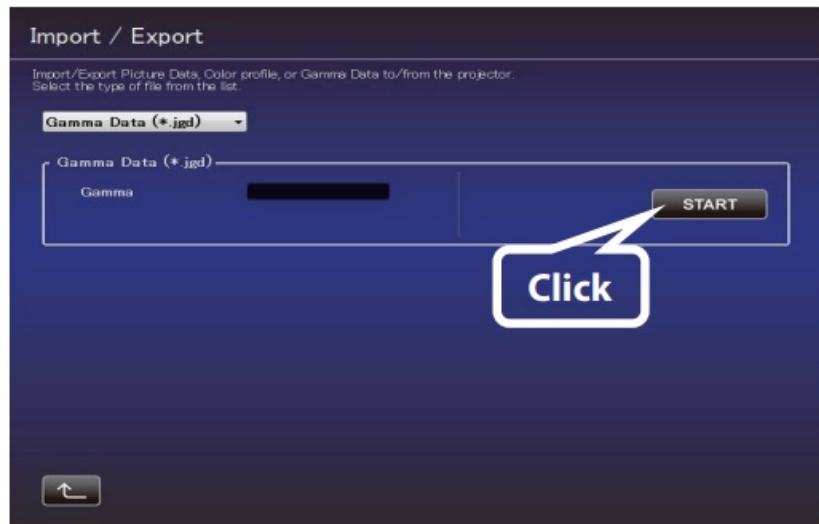 Import / Export
Import/Export Picture Data, Color profile, or Gamma Data to/from the projector.
Select the type of file from the list.
Gamma Data (*.jgd)
Gamma Data (*.jgd)
Gamma
START
Click